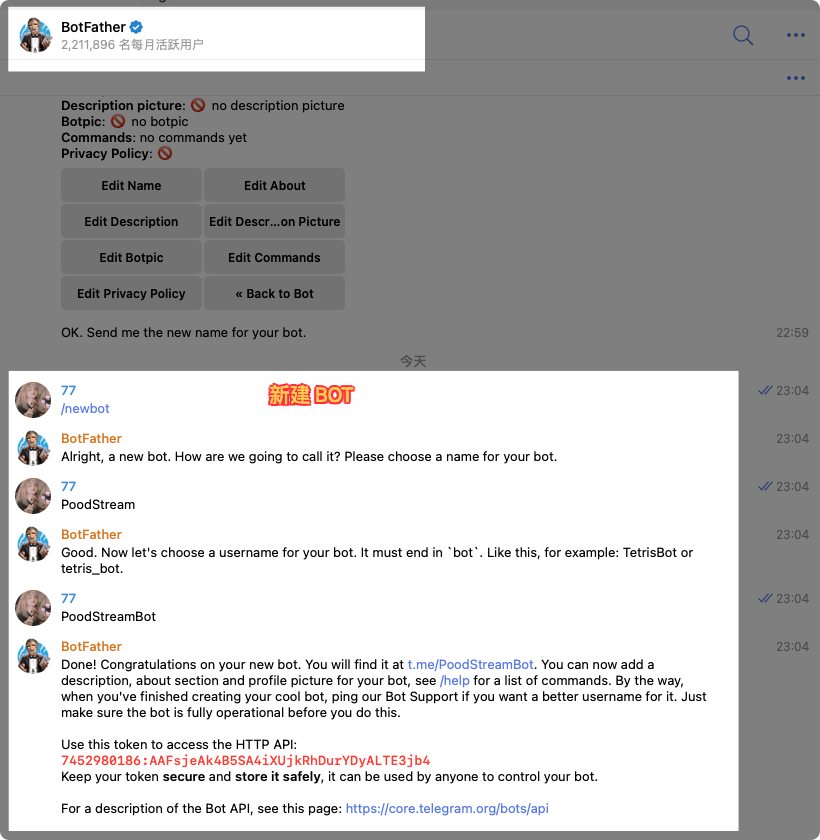 BotFather
2,211,896 名每月活跃用户
Description picture: 🚫 no description picture
Botpic: 🚫 no botpic
Commands: no commands yet
Privacy Policy: 🚫
Edit Name
Edit About
Edit Description
Edit Descr...on Picture
Edit Botpic
Edit Commands
Edit Privacy Policy
« Back to Bot
OK. Send me the new name for your bot.
22:59
今天
新建 BOT
77
23:04
/newbot
BotFather
23:04
Alright, a new bot. How are we going to call it? Please choose a name for your bot.
77
23:04
PoodStream
BotFather
23:04
Good. Now let's choose a username for your bot. It must end in `bot`. Like this, for example: TetrisBot or
tetris_bot.
77
23:04
PoodStreamBot
BotFather
23:04
Done! Congratulations on your new bot. You will find it at t.me/PoodStreamBot. You can now add a
description, about section and profile picture for your bot, see /help for a list of commands. By the way,
when you've finished creating your cool bot, ping our Bot Support if you want a better username for it. Just
make sure the bot is fully operational before you do this.
Use this token to access the HTTP API:
7452980186:AAFsjeAk4B5SA4iXUjkRhDurYDyALTE3jb4
Keep your token secure and store it safely, it can be used by anyone to control your bot.
For a description of the Bot API, see this page: https://core.telegram.org/bots/api